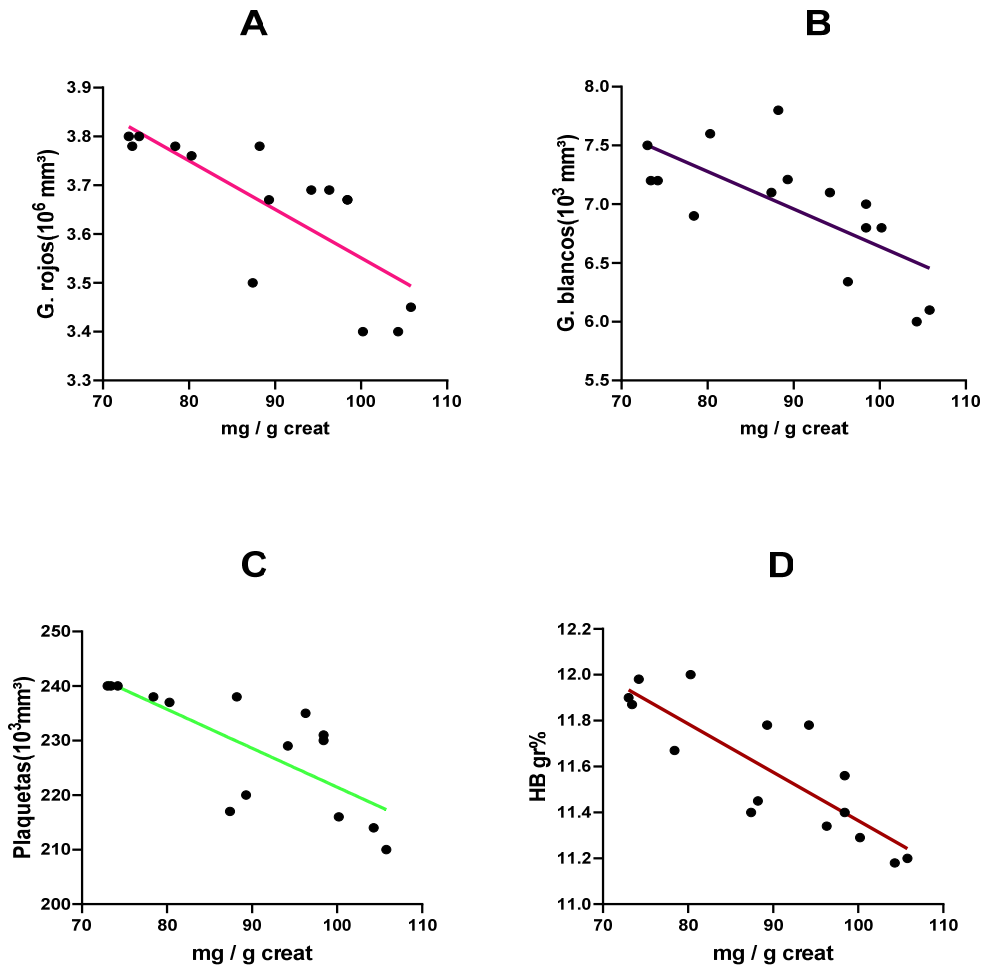 A
3.9
3.8
3.7
3.6
3.5
3.4
3.3
G. rojos(10⁶ mm³)
70 80 90 100 110
mg / g creat
B
8.0
7.5
7.0
6.5
6.0
5.5
G. blancos(10³ mm³)
70 80 90 100 110
mg / g creat
C
250
240
230
220
210
200
Plaquetas(10³mm³)
70 80 90 100 110
mg / g creat
D
12.2
12.0
11.8
11.6
11.4
11.2
11.0
HB gr%
70 80 90 100 110
mg / g creat